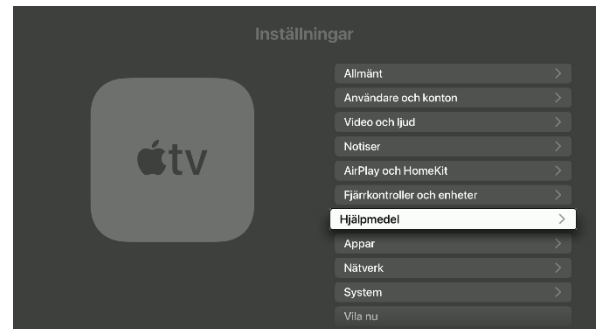 Inställningar
tv
Allmänt
Användare och konton
Video och ljud
Notiser
AirPlay och HomeKit
Fjärrkontroller och enheter
Hjälpmedel
Appar
Nätverk
System
Vila nu